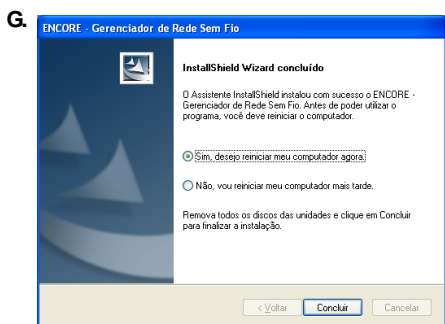 G.
ENCORE - Gerenciador de Rede Sem Fio
InstallShield Wizard concluído
O Assistente InstallShield instalou com sucesso o ENCORE -
Gerenciador de Rede Sem Fio. Antes de poder utilizar o
programa, você deve reiniciar o computador.
Sim, desejo reiniciar meu computador agora.
Não, vou reiniciar meu computador mais tarde.
Remova todos os discos das unidades e clique em Concluir
para finalizar a instalação.
< Voltar Concluir Cancelar